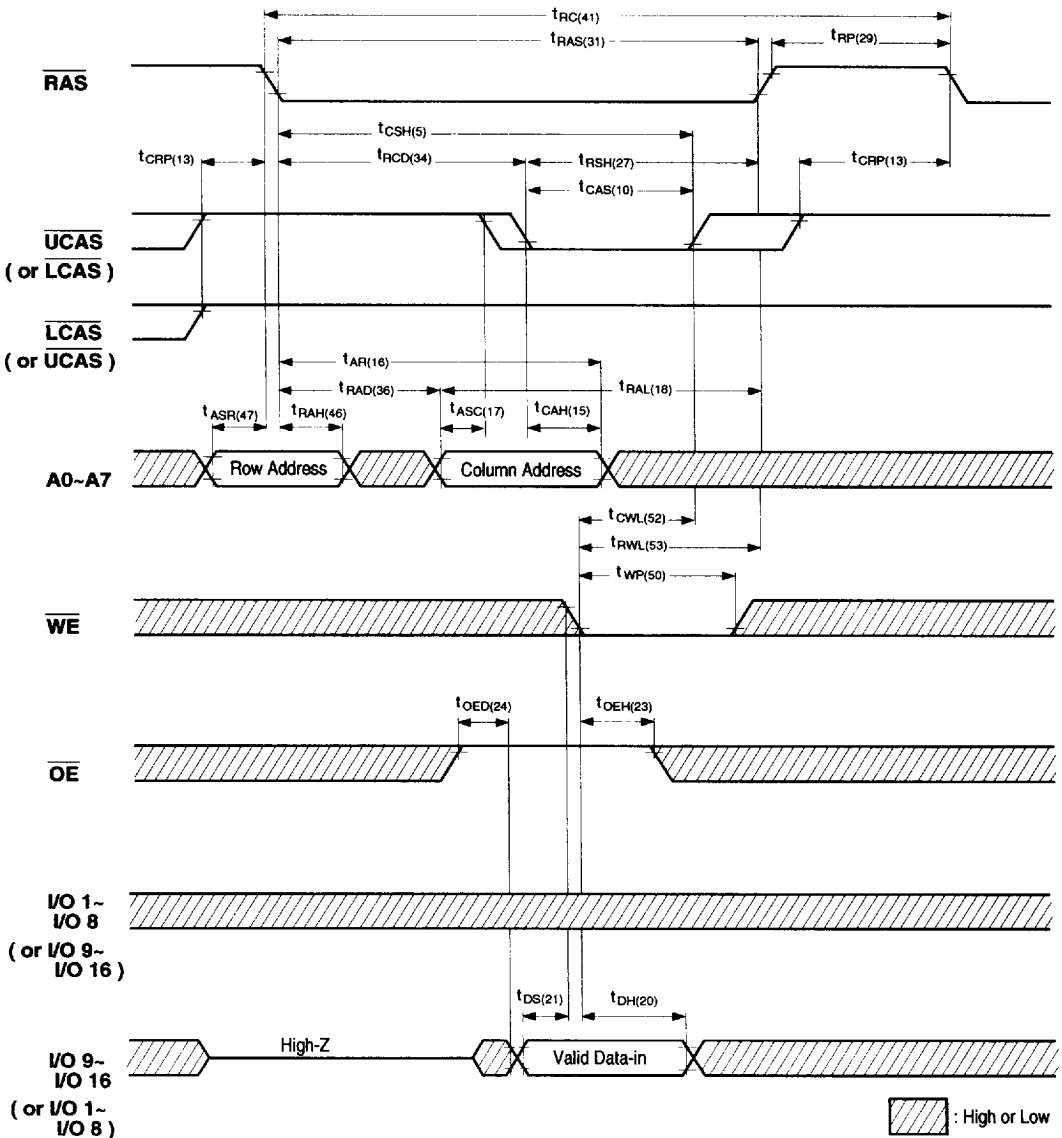 tRC(41)
tRAS(31)
tRP(29)
RAS
tCSH(5)
tCRP(13)
tRCD(34)
tRSH(27)
tCRP(13)
tCAS(10)
UCAS
( or LCAS )
LCAS
( or UCAS )
tAR(16)
tRAD(36)
tRAL(18)
tASR(47)
tRAH(46)
tASC(17)
tCAH(15)
A0~A7
Row Address
Column Address
tCWL(52)
tRWL(53)
tWP(50)
WE
tOED(24)
tOEH(23)
OE
I/O 1~
I/O 8
( or I/O 9~
I/O 16 )
tDS(21)
tDH(20)
I/O 9~
I/O 16
High-Z
Valid Data-in
( or I/O 1~
I/O 8 )
: High or Low